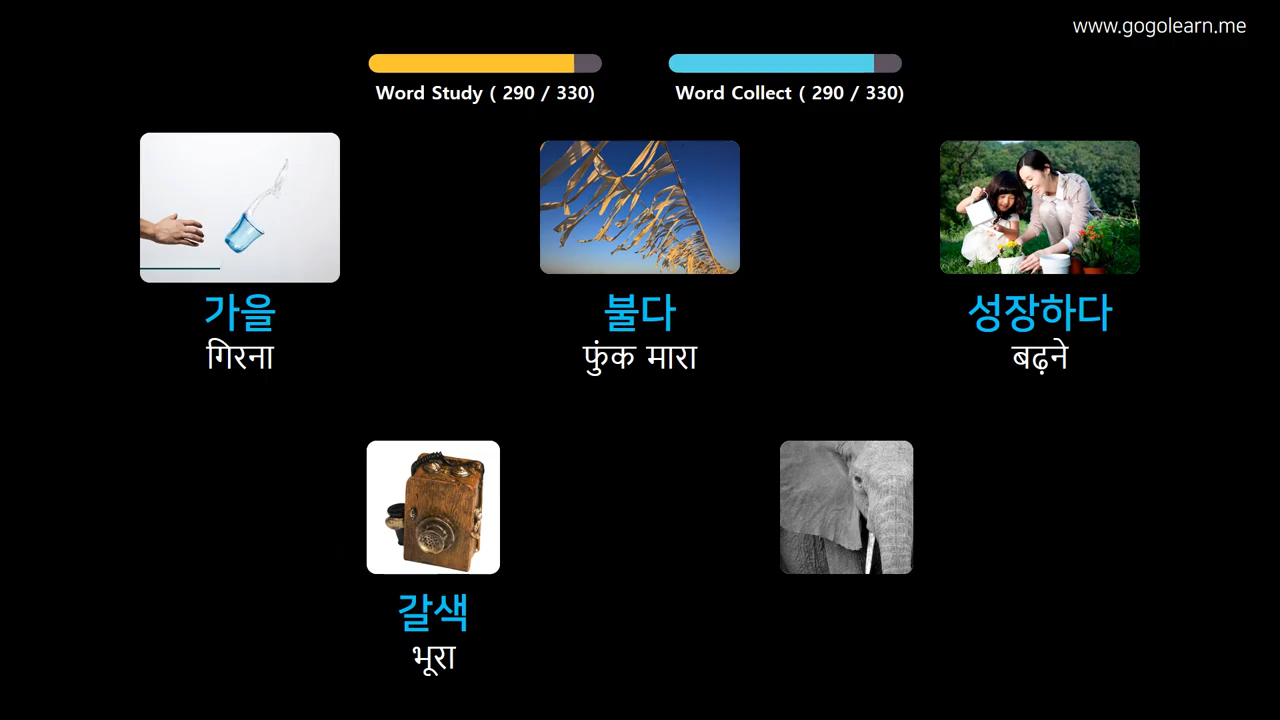 www.gogolearn.me
Word Study ( 290 / 330)
Word Collect ( 290 / 330)
가을
गिरना
불다
फुंक मारा
성장하다
बढ़ने
갈색
भूरा